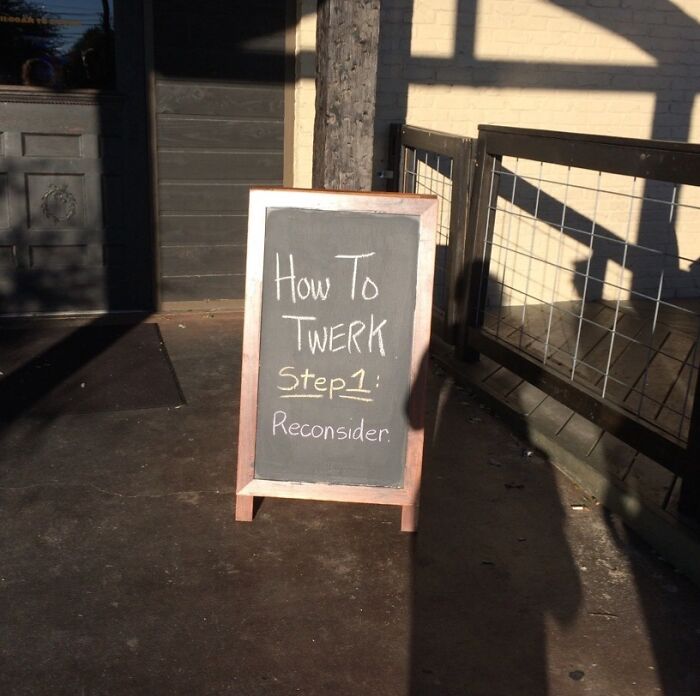 How To
TWERK
Step 1:
Reconsider.